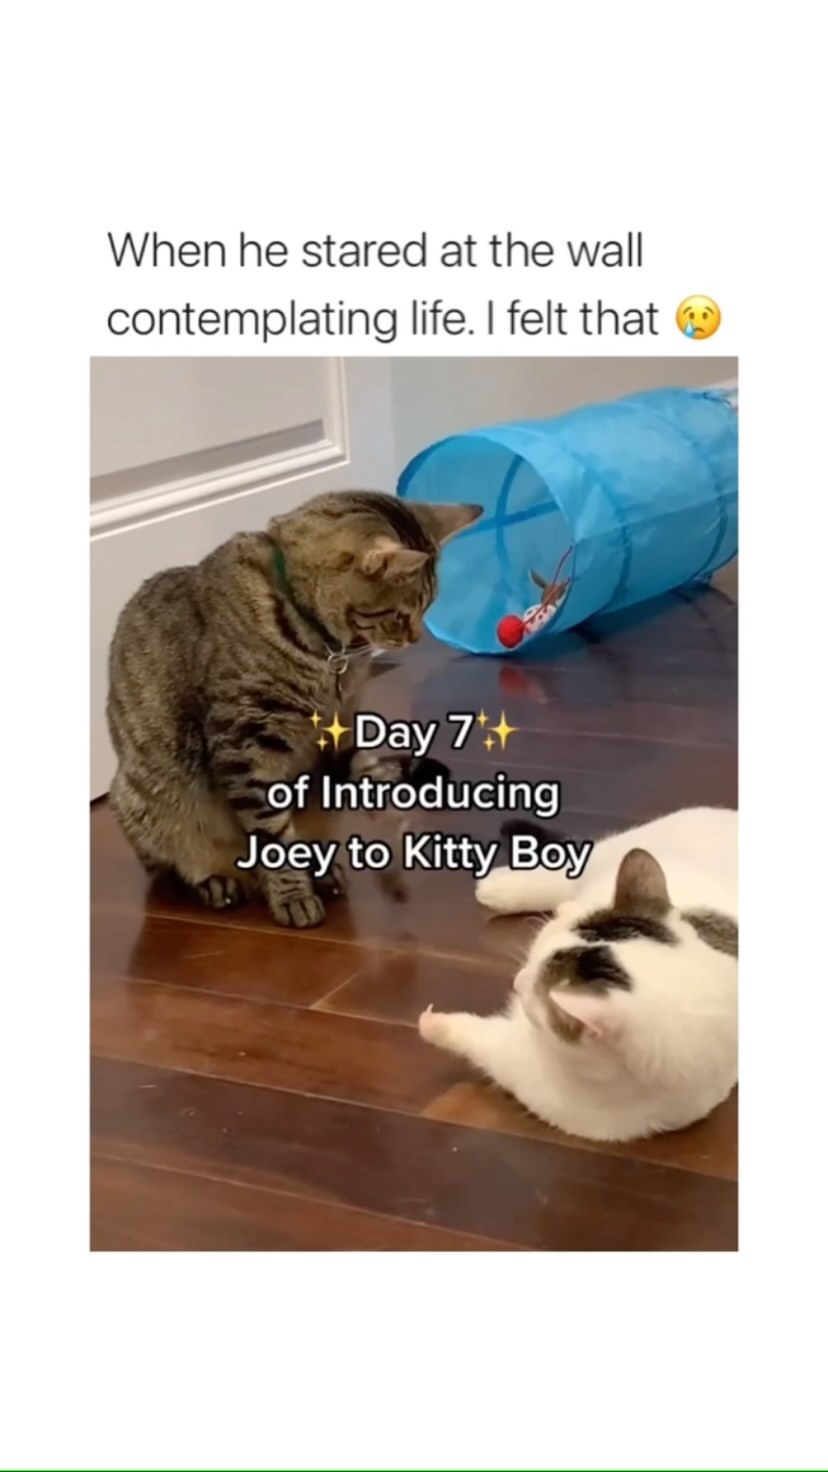 When he stared at the wall
contemplating life. I felt that 😢
✨Day 7✨
of Introducing
Joey to Kitty Boy